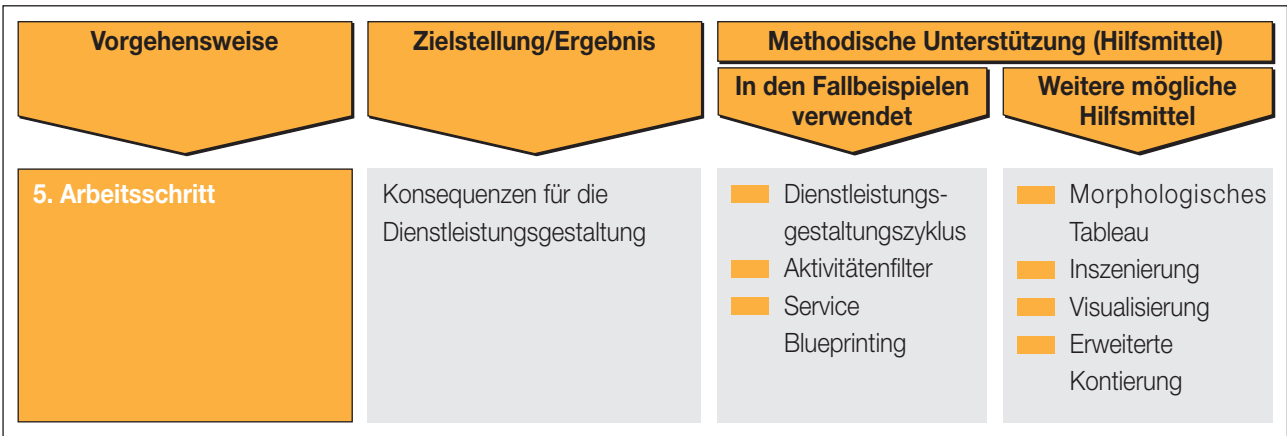 Vorgehensweise
Zielstellung/Ergebnis
Methodische Unterstützung (Hilfsmittel)
In den Fallbeispielen
verwendet
Weitere mögliche
Hilfsmittel
5. Arbeitsschritt
Konsequenzen für die
Dienstleistungsgestaltung
Dienstleistungs-
gestaltungszyklus
Aktivitätenfilter
Service
Blueprinting
Morphologisches
Tableau
Inszenierung
Visualisierung
Erweiterte
Kontierung